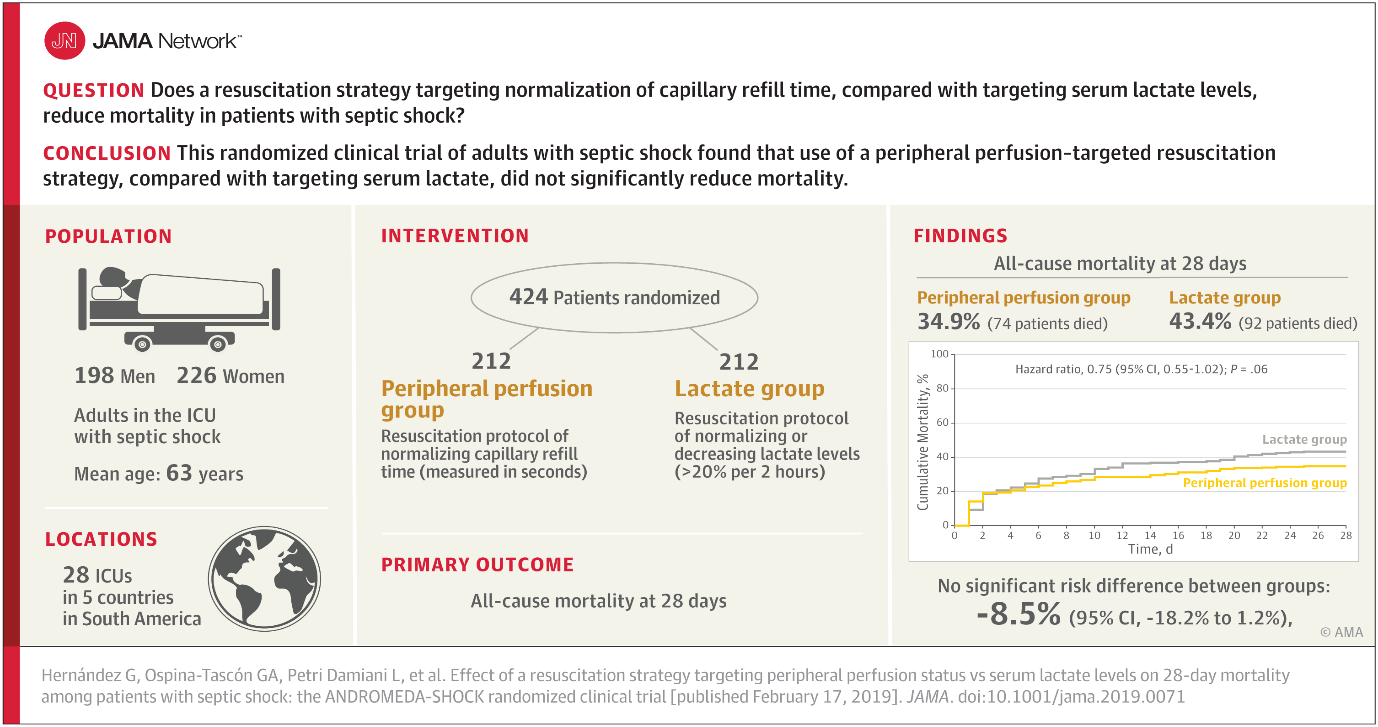 JN JAMA Network™
QUESTION Does a resuscitation strategy targeting normalization of capillary refill time, compared with targeting serum lactate levels,
reduce mortality in patients with septic shock?
CONCLUSION This randomized clinical trial of adults with septic shock found that use of a peripheral perfusion–targeted resuscitation
strategy, compared with targeting serum lactate, did not significantly reduce mortality.
POPULATION
198 Men 226 Women
Adults in the ICU
with septic shock
Mean age: 63 years
LOCATIONS
28 ICUs
in 5 countries
in South America
INTERVENTION
424 Patients randomized
212
Peripheral perfusion
group
Resuscitation protocol of
normalizing capillary refill
time (measured in seconds)
212
Lactate group
Resuscitation protocol
of normalizing or
decreasing lactate levels
(>20% per 2 hours)
PRIMARY OUTCOME
All-cause mortality at 28 days
FINDINGS
All-cause mortality at 28 days
Peripheral perfusion group
34.9% (74 patients died)
Lactate group
43.4% (92 patients died)
Hazard ratio, 0.75 (95% CI, 0.55-1.02); P = .06
Cumulative Mortality, %
100
80
60
40
20
0
Lactate group
Peripheral perfusion group
0 2 4 6 8 10 12 14 16 18 20 22 24 26 28
Time, d
No significant risk difference between groups:
-8.5% (95% CI, -18.2% to 1.2%),
© AMA
Hernández G, Ospina-Tascón GA, Petri Damiani L, et al. Effect of a resuscitation strategy targeting peripheral perfusion status vs serum lactate levels on 28-day mortality
among patients with septic shock: the ANDROMEDA-SHOCK randomized clinical trial [published February 17, 2019]. JAMA. doi:10.1001/jama.2019.0071